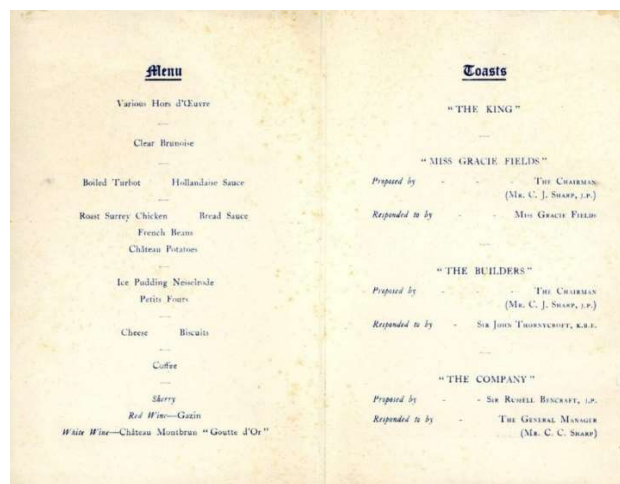 Menu
Various Hors d'Œuvre
Clear Brunoise
Boiled Turbot Hollandaise Sauce
Roast Surrey Chicken Bread Sauce
French Beans
Château Potatoes
Ice Pudding Nesselrode
Petits Fours
Cheese Biscuits
Coffee
Sherry
Red Wine—Gazin
White Wine—Château Montbrun "Goutte d'Or"
Toasts
"THE KING"
"MISS GRACIE FIELDS"
Proposed by - - - THE CHAIRMAN
(MR. C. J. SHARP, J.P.)
Responded to by - - MISS GRACIE FIELDS
"THE BUILDERS"
Proposed by - - - THE CHAIRMAN
(MR. C. J. SHARP, J.P.)
Responded to by - SIR JOHN THORNYCROFT, K.B.E.
"THE COMPANY"
Proposed by - - SIR RUSSELL BENCRAFT, J.P.
Responded to by - THE GENERAL MANAGER
(MR. C. C. SHARP)